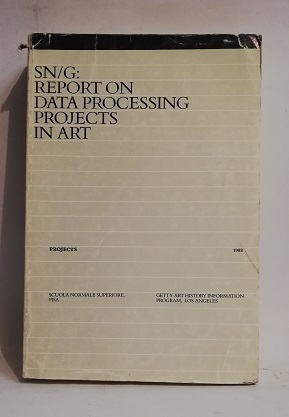 SN/G:
REPORT ON
DATA PROCESSING
PROJECTS
IN ART
PROJECTS 1988
SCUOLA NORMALE SUPERIORE, GETTY ART HISTORY INFORMATION
PISA PROGRAM, LOS ANGELES